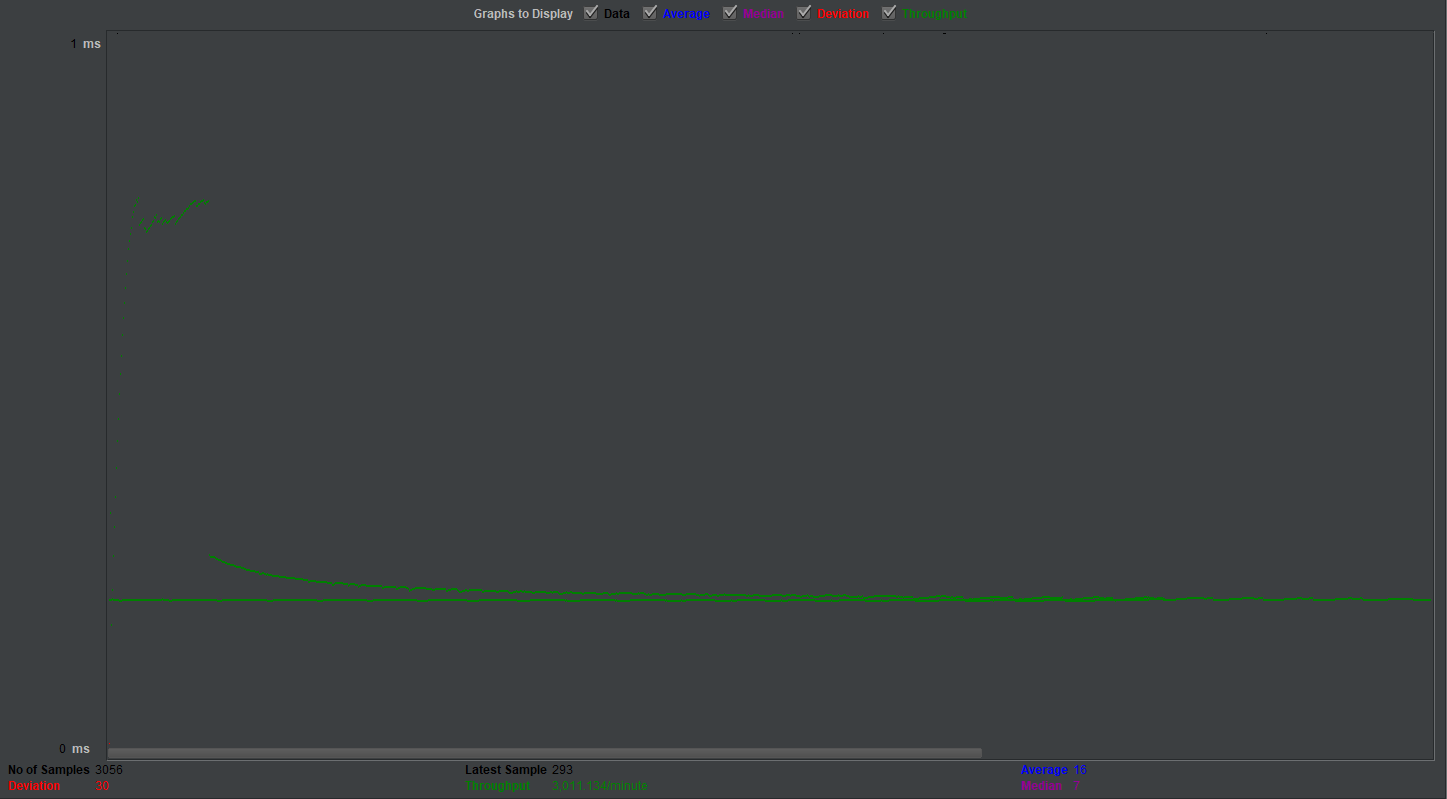 Graphs to Display Data Average Median Deviation Throughput
1 ms
0 ms
No of Samples 3056 Latest Sample 293 Average 16
Deviation 30 Throughput 3,011.134/minute Median